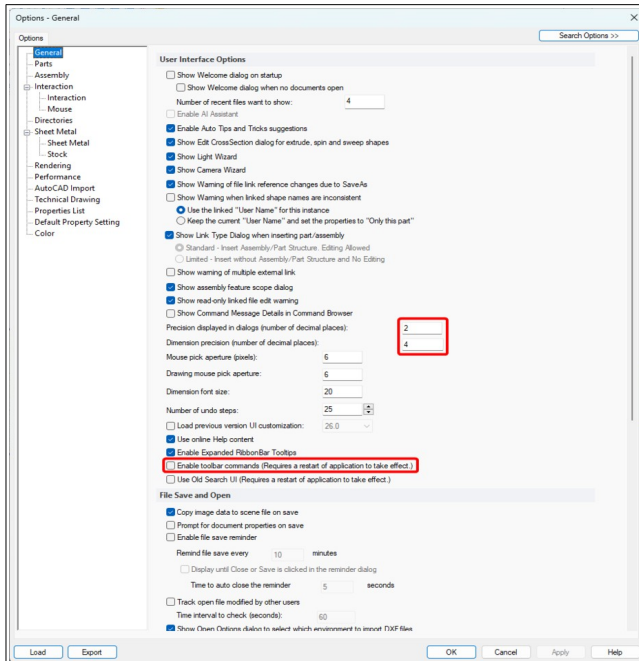 Options - General
Options
Search Options >>
General
Parts
Assembly
Interaction
Interaction
Mouse
Directories
Sheet Metal
Sheet Metal
Stock
Rendering
Performance
AutoCAD Import
Technical Drawing
Properties List
Default Property Setting
Color
User Interface Options
Show Welcome dialog on startup
Show Welcome dialog when no documents open
Number of recent files want to show: 4
Enable AI Assistant
Enable Auto Tips and Tricks suggestions
Show Edit CrossSection dialog for extrude, spin and sweep shapes
Show Light Wizard
Show Camera Wizard
Show Warning of file link reference changes due to SaveAs
Show Warning when linked shape names are inconsistent
Use the linked "User Name" for this instance
Keep the current "User Name" and set the properties to "Only this part"
Show Link Type Dialog when inserting part/assembly
Standard - Insert Assembly/Part Structure. Editing Allowed
Limited - Insert without Assembly/Part Structure and No Editing
Show warning of multiple external link
Show assembly feature scope dialog
Show read-only linked file edit warning
Show Command Message Details in Command Browser
Precision displayed in dialogs (number of decimal places): 2
Dimension precision (number of decimal places): 4
Mouse pick aperture (pixels): 6
Drawing mouse pick aperture: 6
Dimension font size: 20
Number of undo steps: 25
Load previous version UI customization: 26.0
Use online Help content
Enable Expanded RibbonBar Tooltips
Enable toolbar commands (Requires a restart of application to take effect.)
Use Old Search UI (Requires a restart of application to take effect.)
File Save and Open
Copy image data to scene file on save
Prompt for document properties on save
Enable file save reminder
Remind file save every 10 minutes
Display until Close or Save is clicked in the reminder dialog
Time to auto close the reminder 5 seconds
Track open file modified by other users
Time interval to check (seconds): 60
Show Open Options dialog to select which environment to import DXF files
Load
Export
OK
Cancel
Apply
Help